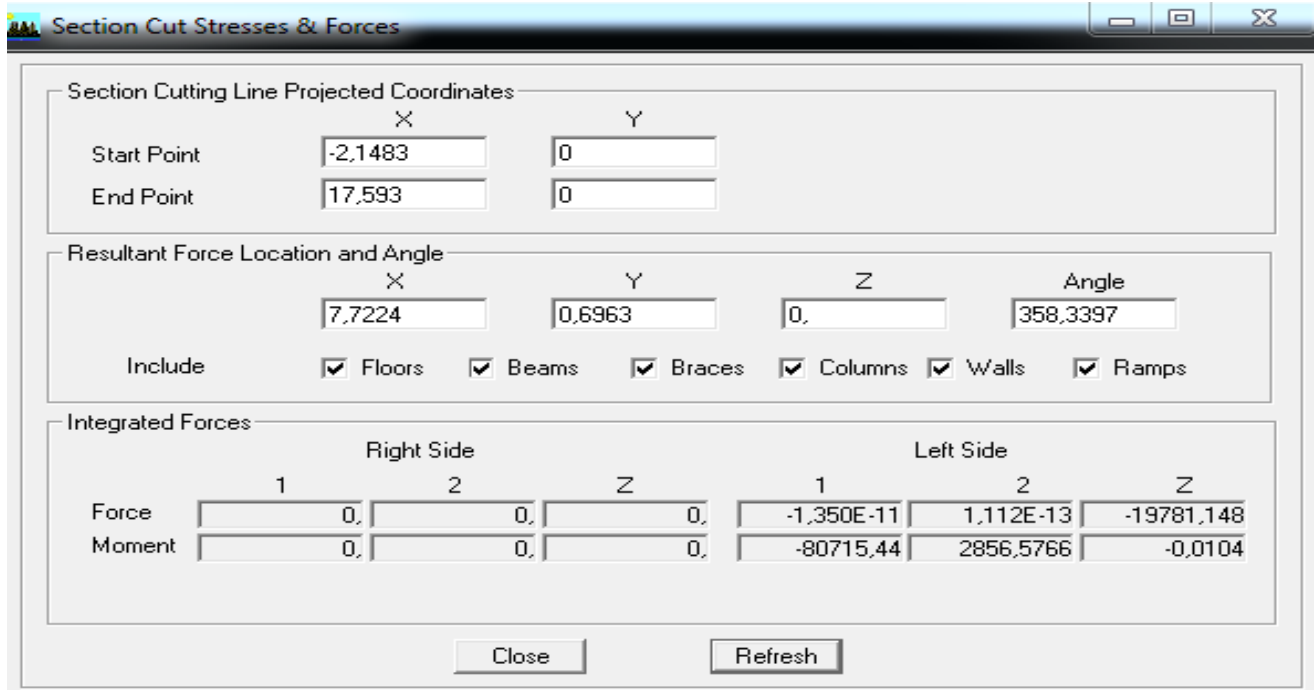 Section Cut Stresses & Forces
Section Cutting Line Projected Coordinates
X Y
Start Point -2,1483 0
End Point 17,593 0
Resultant Force Location and Angle
X Y Z Angle
7,7224 0,6963 0, 358,3397
Include Floors Beams Braces Columns Walls Ramps
Integrated Forces
Right Side Left Side
1 2 Z 1 2 Z
Force 0, 0, 0, -1,350E-11 1,112E-13 -19781,148
Moment 0, 0, 0, -80715,44 2856,5766 -0,0104
Close Refresh